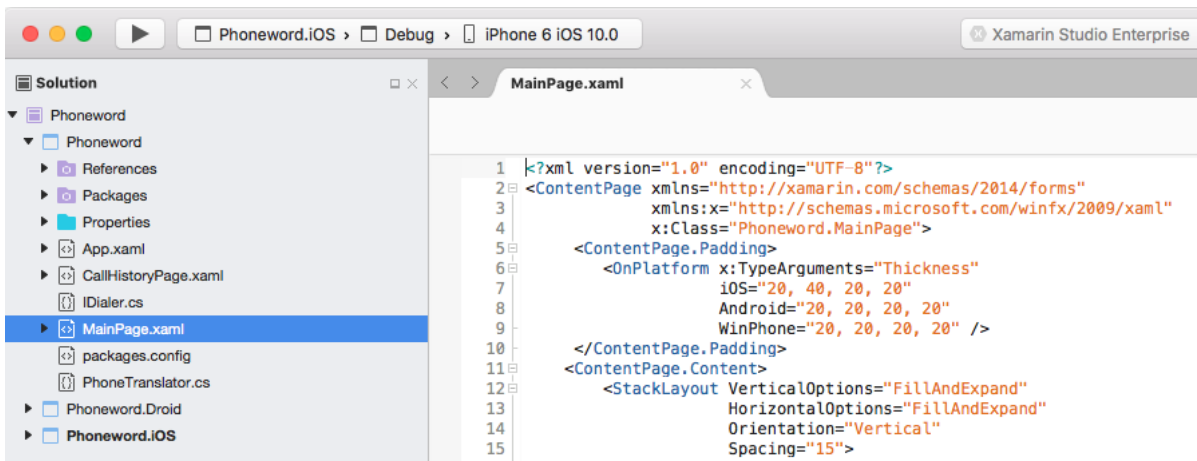 Phoneword.iOS › Debug › iPhone 6 iOS 10.0
Xamarin Studio Enterprise
Solution
Phoneword
Phoneword
References
Packages
Properties
App.xaml
CallHistoryPage.xaml
IDialer.cs
MainPage.xaml
packages.config
PhoneTranslator.cs
Phoneword.Droid
Phoneword.iOS
MainPage.xaml
1 <?xml version="1.0" encoding="UTF-8"?>
2 <ContentPage xmlns="http://xamarin.com/schemas/2014/forms"
3 xmlns:x="http://schemas.microsoft.com/winfx/2009/xaml"
4 x:Class="Phoneword.MainPage">
5 <ContentPage.Padding>
6 <OnPlatform x:TypeArguments="Thickness"
7 iOS="20, 40, 20, 20"
8 Android="20, 20, 20, 20"
9 WinPhone="20, 20, 20, 20" />
10 </ContentPage.Padding>
11 <ContentPage.Content>
12 <StackLayout VerticalOptions="FillAndExpand"
13 HorizontalOptions="FillAndExpand"
14 Orientation="Vertical"
15 Spacing="15">